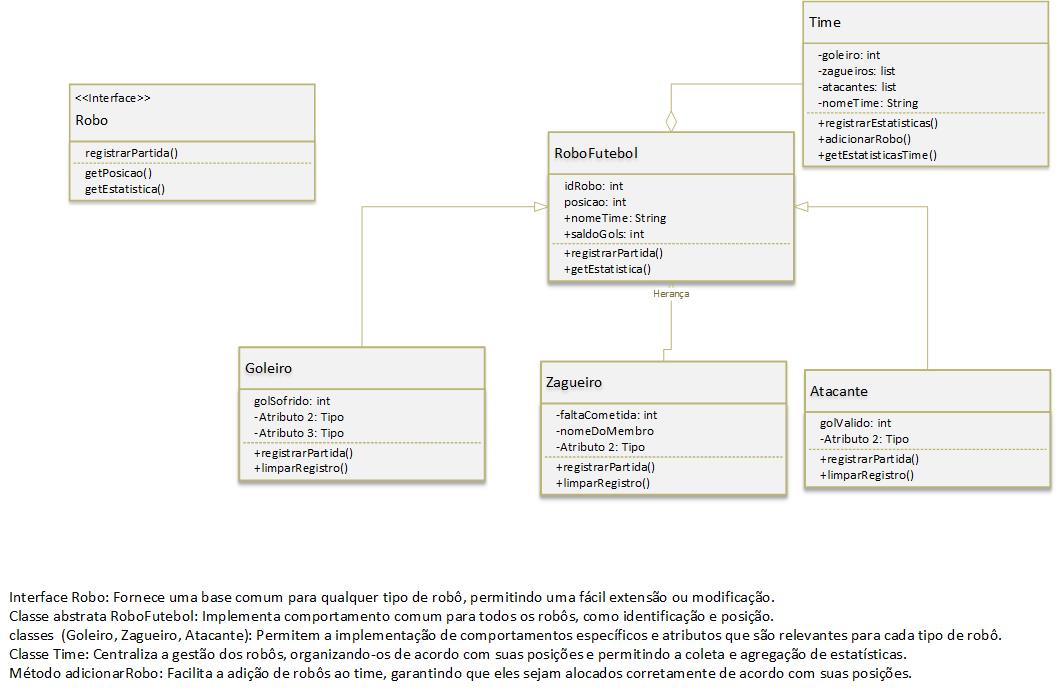 <<Interface>>
Robo
registrarPartida()
getPosicao()
getEstatistica()
Time
-goleiro: int
-zagueiros: list
-atacantes: list
-nomeTime: String
+registrarEstatisticas()
+adicionarRobo()
+getEstatisticasTime()
RoboFutebol
idRobo: int
posicao: int
+nomeTime: String
+saldoGols: int
+registrarPartida()
+getEstatistica()
Herança
Goleiro
golSofrido: int
-Atributo 2: Tipo
-Atributo 3: Tipo
+registrarPartida()
+limparRegistro()
Zagueiro
-faltaCometida: int
-nomeDoMembro
-Atributo 2: Tipo
+registrarPartida()
+limparRegistro()
Atacante
golValido: int
-Atributo 2: Tipo
+registrarPartida()
+limparRegistro()
Interface Robo: Fornece uma base comum para qualquer tipo de robô, permitindo uma fácil extensão ou modificação.
Classe abstrata RoboFutebol: Implementa comportamento comum para todos os robôs, como identificação e posição.
classes (Goleiro, Zagueiro, Atacante): Permitem a implementação de comportamentos específicos e atributos que são relevantes para cada tipo de robô.
Classe Time: Centraliza a gestão dos robôs, organizando-os de acordo com suas posições e permitindo a coleta e agregação de estatísticas.
Método adicionarRobo: Facilita a adição de robôs ao time, garantindo que eles sejam alocados corretamente de acordo com suas posições.